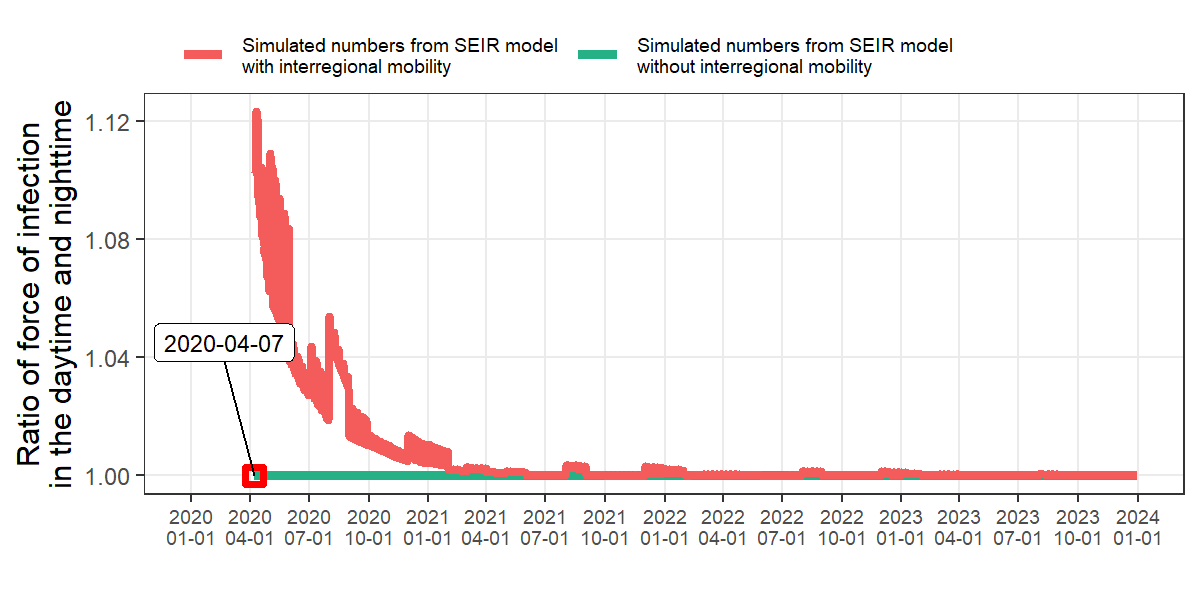 Simulated numbers from SEIR model
with interregional mobility
Simulated numbers from SEIR model
without interregional mobility
Ratio of force of infection
in the daytime and nighttime
1.12
1.08
1.04
1.00
2020-04-07
2020 2020 2020 2020 2021 2021 2021 2021 2022 2022 2022 2022 2023 2023 2023 2023 2024
01-01 04-01 07-01 10-01 01-01 04-01 07-01 10-01 01-01 04-01 07-01 10-01 01-01 04-01 07-01 10-01 01-01